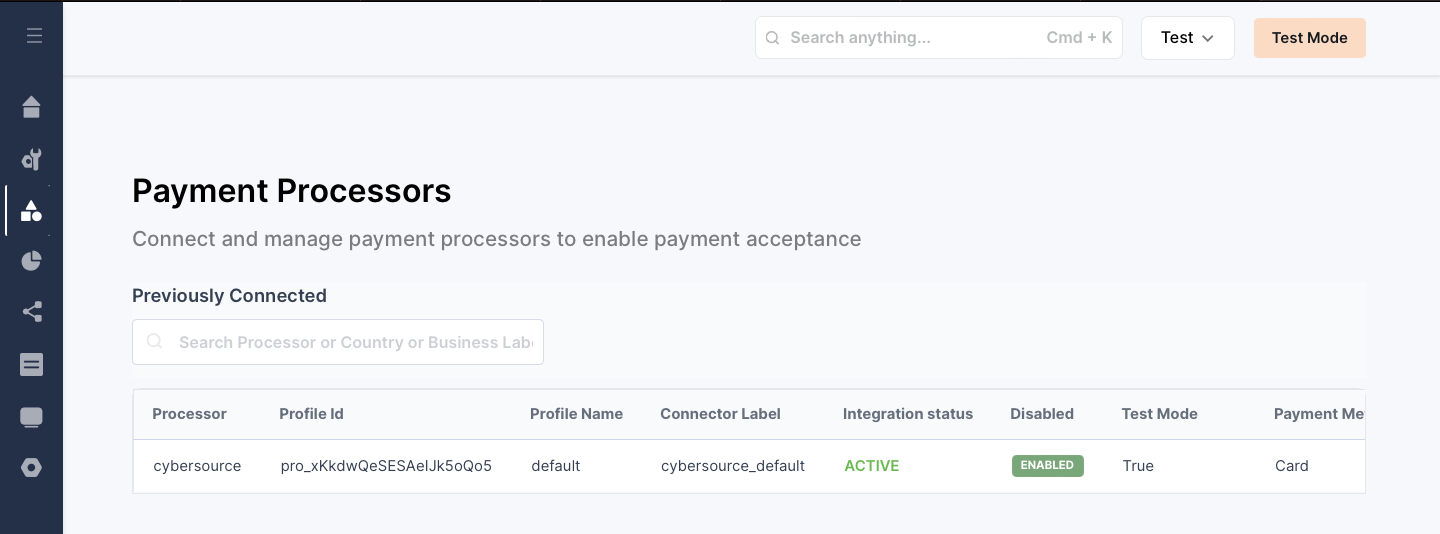 Search anything... Cmd + K Test Test Mode
Payment Processors
Connect and manage payment processors to enable payment acceptance
Previously Connected
Search Processor or Country or Business Lab
Processor Profile Id Profile Name Connector Label Integration status Disabled Test Mode Payment Me
cybersource pro_xKkdwQeSESAelJk5oQo5 default cybersource_default ACTIVE ENABLED True Card